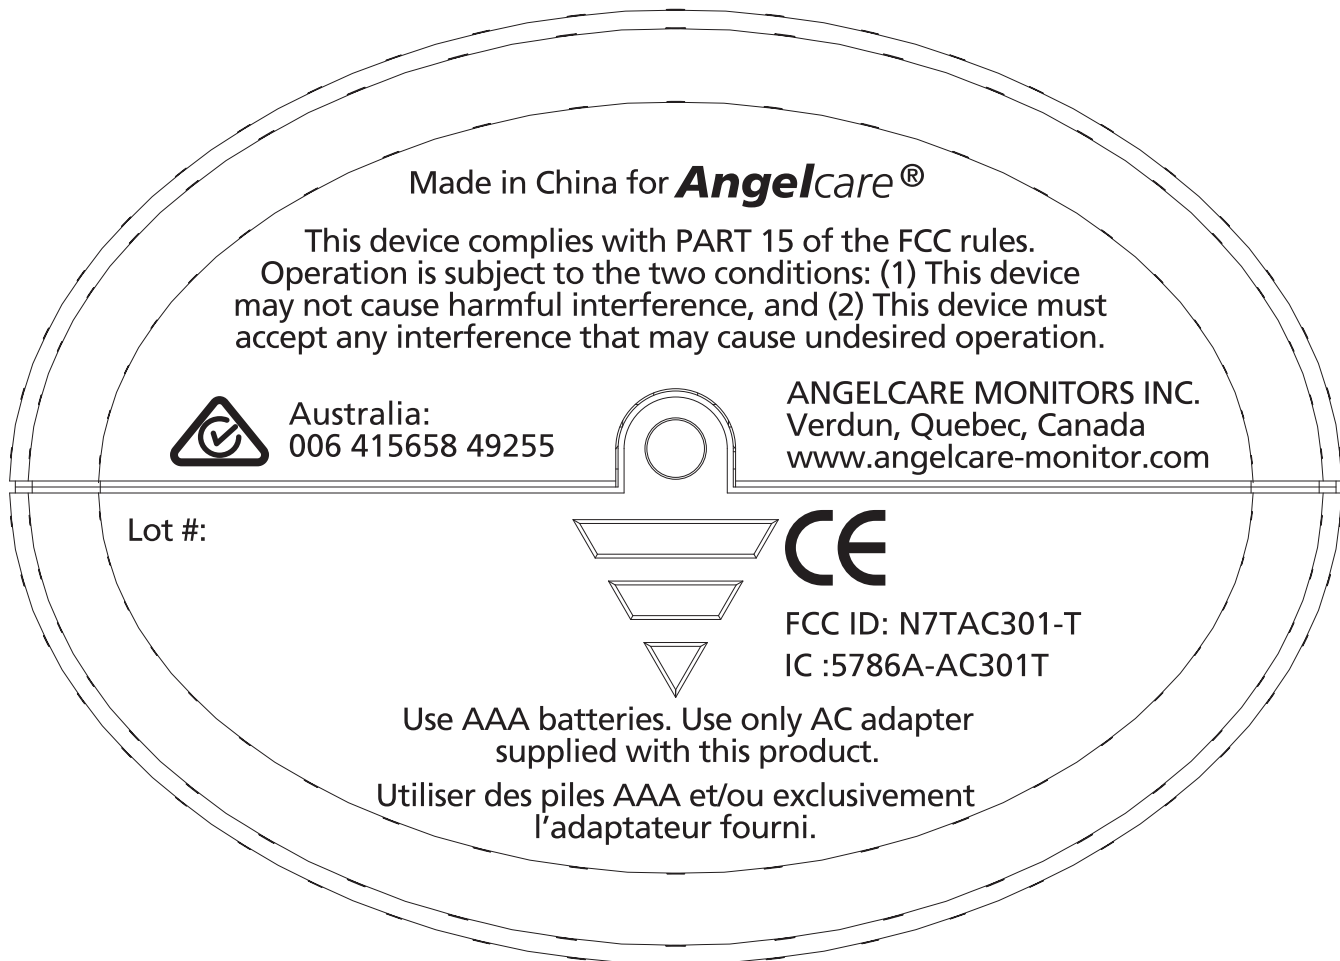 Made in China for Angelcare®
This device complies with PART 15 of the FCC rules.
Operation is subject to the two conditions: (1) This device
may not cause harmful interference, and (2) This device must
accept any interference that may cause undesired operation.
Australia:
006 415658 49255
ANGELCARE MONITORS INC.
Verdun, Quebec, Canada
www.angelcare-monitor.com
Lot #:
CE
FCC ID: N7TAC301-T
IC :5786A-AC301T
Use AAA batteries. Use only AC adapter
supplied with this product.
Utiliser des piles AAA et/ou exclusivement
l’adaptateur fourni.